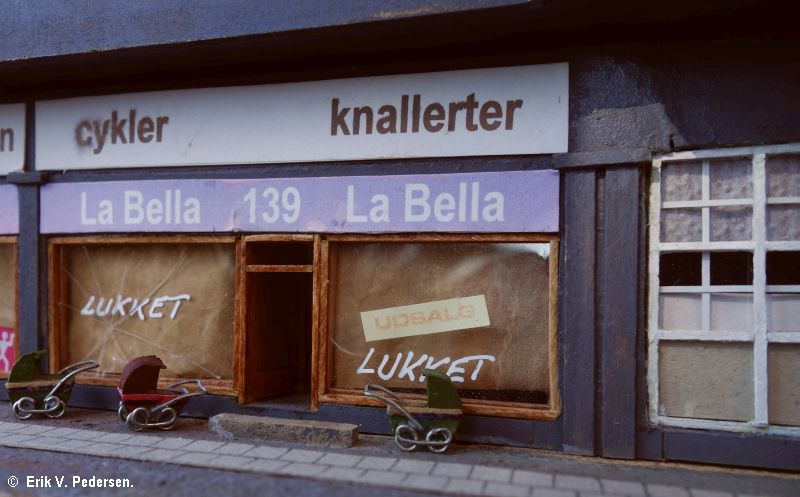 n
cykler knallerter
La Bella 139 La Bella
LUKKET
UDSALG
LUKKET
© Erik V. Pedersen.